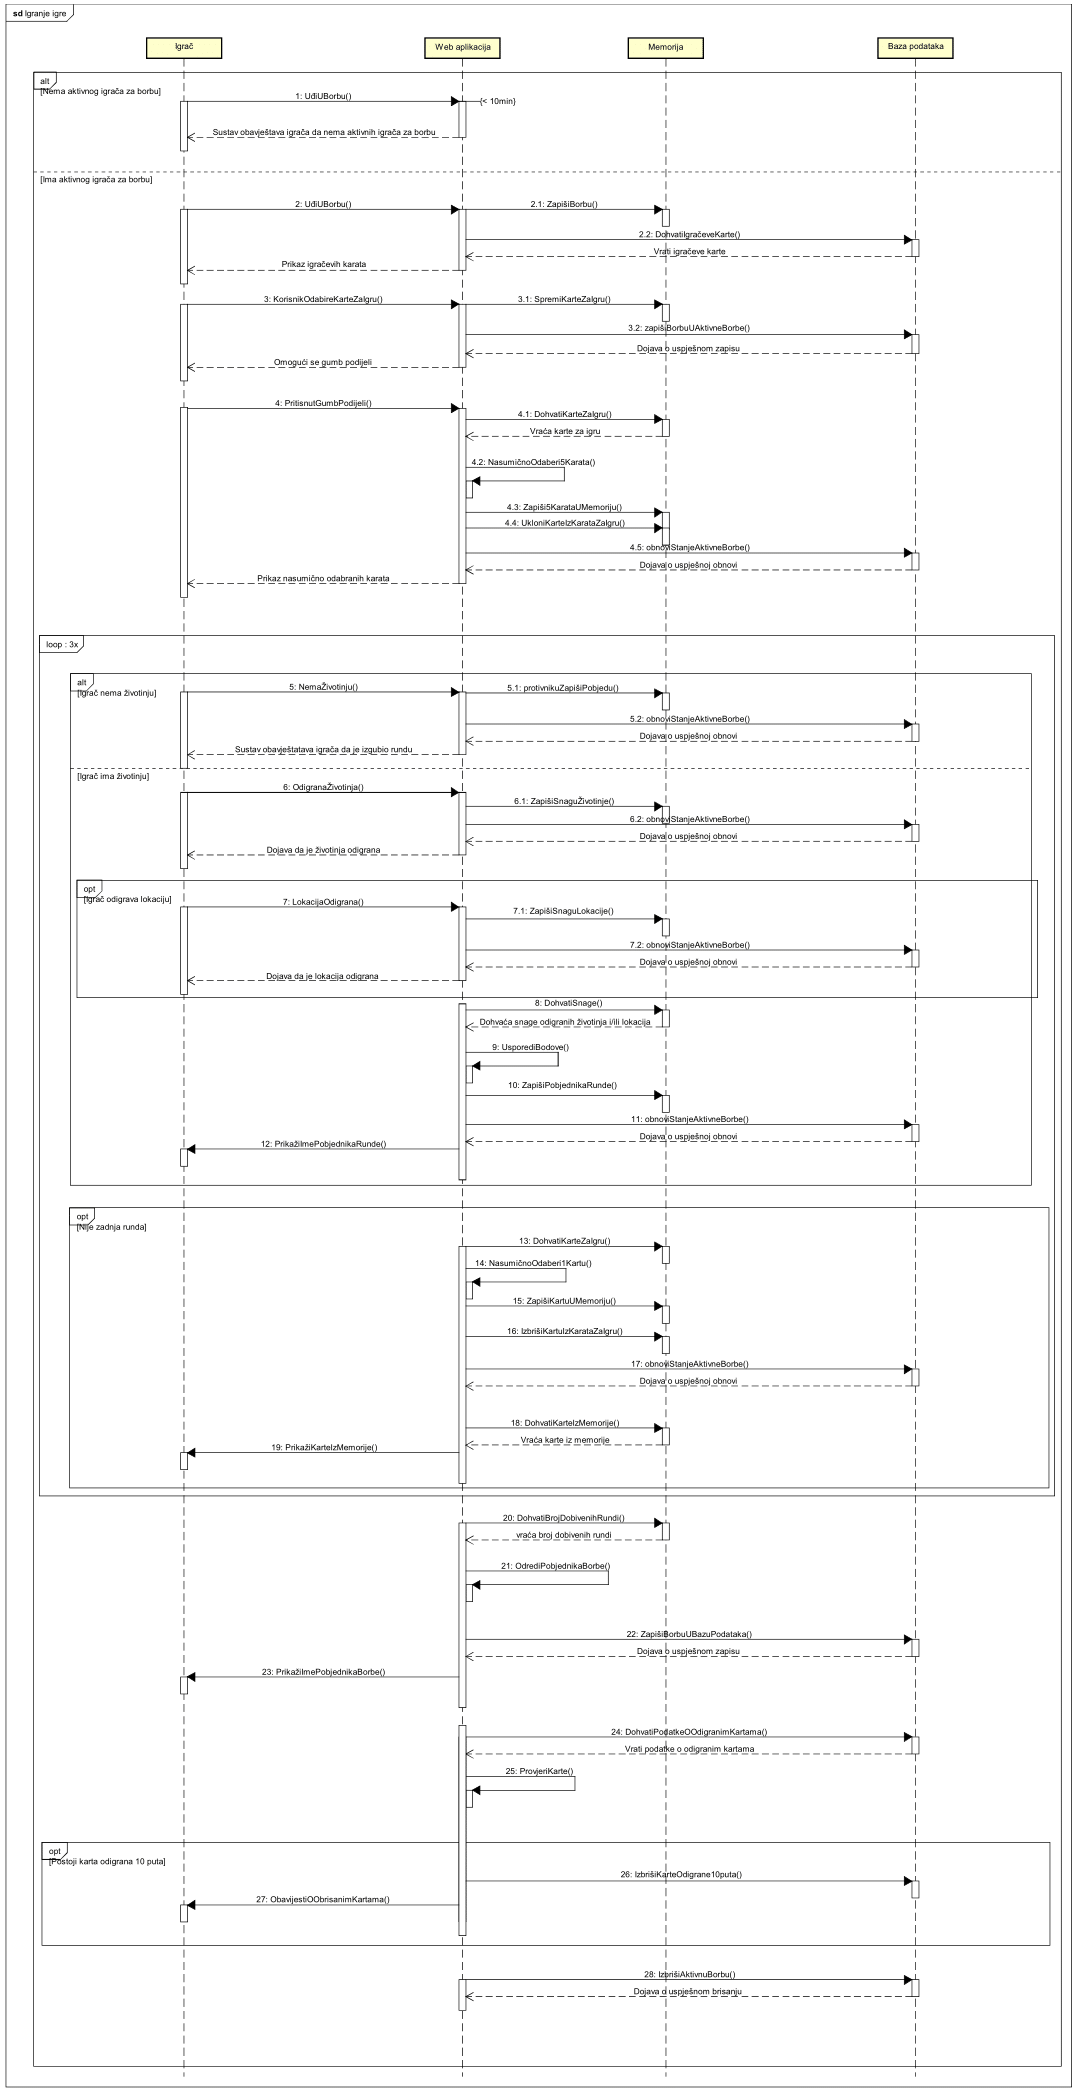 sd Igranje igre
Igrač
Web aplikacija
Memorija
Baza podataka
alt
[Nema aktivnog igrača za borbu]
1: UđiUBorbu()
{< 10min}
Sustav obavještava igrača da nema aktivnih igrača za borbu
[Ima aktivnog igrača za borbu]
2: UđiUBorbu()
2.1: ZapišiBorbu()
2.2: DohvatiIgračeveKarte()
Vrati igračeve karte
Prikaz igračevih karata
3: KorisnikOdabireKarteZaIgru()
3.1: SpremiKarteZaIgru()
3.2: zapišiBorbuUAktivneBorbe()
Dojava o uspješnom zapisu
Omogući se gumb podijeli
4: PritisnutGumbPodijeli()
4.1: DohvatiKarteZaIgru()
Vraća karte za igru
4.2: NasumičnoOdaberi5Karata()
4.3: Zapiši5KarataUMemoriju()
4.4: UkloniKarteIzKarataZaIgru()
4.5: obnoviStanjeAktivneBorbe()
Dojava o uspješnoj obnovi
Prikaz nasumično odabranih karata
loop : 3x
alt
[Igrač nema životinju]
5: NemaŽivotinju()
5.1: protivnikuZapišiPobjedu()
5.2: obnoviStanjeAktivneBorbe()
Dojava o uspješnoj obnovi
Sustav obavještatava igrača da je izgubio rundu
[Igrač ima životinju]
6: OdigranaŽivotinja()
6.1: ZapišiSnaguŽivotinje()
6.2: obnoviStanjeAktivneBorbe()
Dojava o uspješnoj obnovi
Dojava da je životinja odigrana
opt
[Igrač odigrava lokaciju]
7: LokacijaOdigrana()
7.1: ZapišiSnaguLokacije()
7.2: obnoviStanjeAktivneBorbe()
Dojava o uspješnoj obnovi
Dojava da je lokacija odigrana
8: DohvatiSnage()
Dohvaća snage odigranih životinja i/ili lokacija
9: UsporediBodove()
10: ZapišiPobjednikaRunde()
11: obnoviStanjeAktivneBorbe()
Dojava o uspješnoj obnovi
12: PrikažiImePobjednikaRunde()
opt
[Nije zadnja runda]
13: DohvatiKarteZaIgru()
14: NasumičnoOdaberi1Kartu()
15: ZapišiKartuUMemoriju()
16: IzbrišiKartuIzKarataZaIgru()
17: obnoviStanjeAktivneBorbe()
Dojava o uspješnoj obnovi
18: DohvatiKarteIzMemorije()
Vraća karte iz memorije
19: PrikažiKarteIzMemorije()
20: DohvatiBrojDobivenihRundi()
vraća broj dobivenih rundi
21: OdrediPobjednikaBorbe()
22: ZapišiBorbuUBazuPodataka()
Dojava o uspješnom zapisu
23: PrikažiImePobjednikaBorbe()
24: DohvatiPodatkeOOdigranimKartama()
Vrati podatke o odigranim kartama
25: ProvjeriKarte()
opt
[Postoji karta odigrana 10 puta]
26: IzbrišiKarteOdigrane10puta()
27: ObavijestiOObrisanimKartama()
28: IzbrišiAktivnuBorbu()
Dojava o uspješnom brisanju